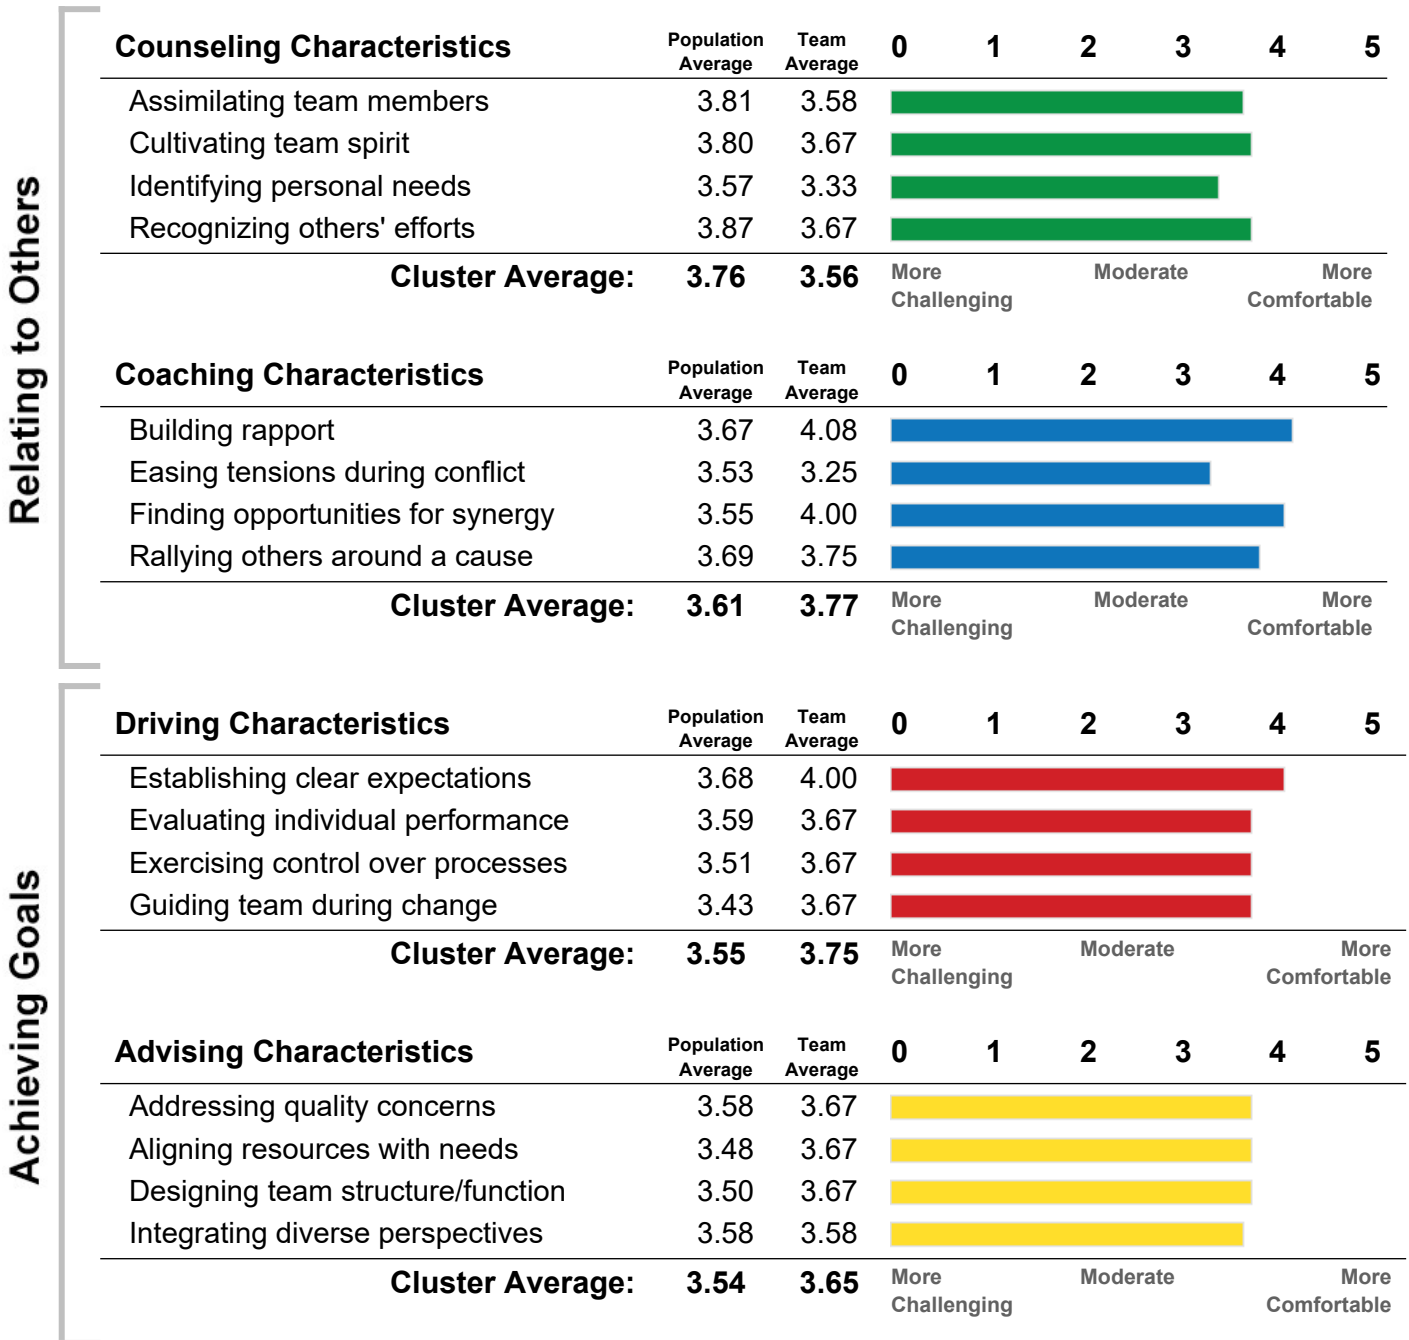 Relating to Others
Counseling Characteristics Population Average Team Average 0 1 2 3 4 5
Assimilating team members 3.81 3.58
Cultivating team spirit 3.80 3.67
Identifying personal needs 3.57 3.33
Recognizing others' efforts 3.87 3.67
Cluster Average: 3.76 3.56 More Challenging Moderate More Comfortable
Coaching Characteristics Population Average Team Average 0 1 2 3 4 5
Building rapport 3.67 4.08
Easing tensions during conflict 3.53 3.25
Finding opportunities for synergy 3.55 4.00
Rallying others around a cause 3.69 3.75
Cluster Average: 3.61 3.77 More Challenging Moderate More Comfortable
Achieving Goals
Driving Characteristics Population Average Team Average 0 1 2 3 4 5
Establishing clear expectations 3.68 4.00
Evaluating individual performance 3.59 3.67
Exercising control over processes 3.51 3.67
Guiding team during change 3.43 3.67
Cluster Average: 3.55 3.75 More Challenging Moderate More Comfortable
Advising Characteristics Population Average Team Average 0 1 2 3 4 5
Addressing quality concerns 3.58 3.67
Aligning resources with needs 3.48 3.67
Designing team structure/function 3.50 3.67
Integrating diverse perspectives 3.58 3.58
Cluster Average: 3.54 3.65 More Challenging Moderate More Comfortable